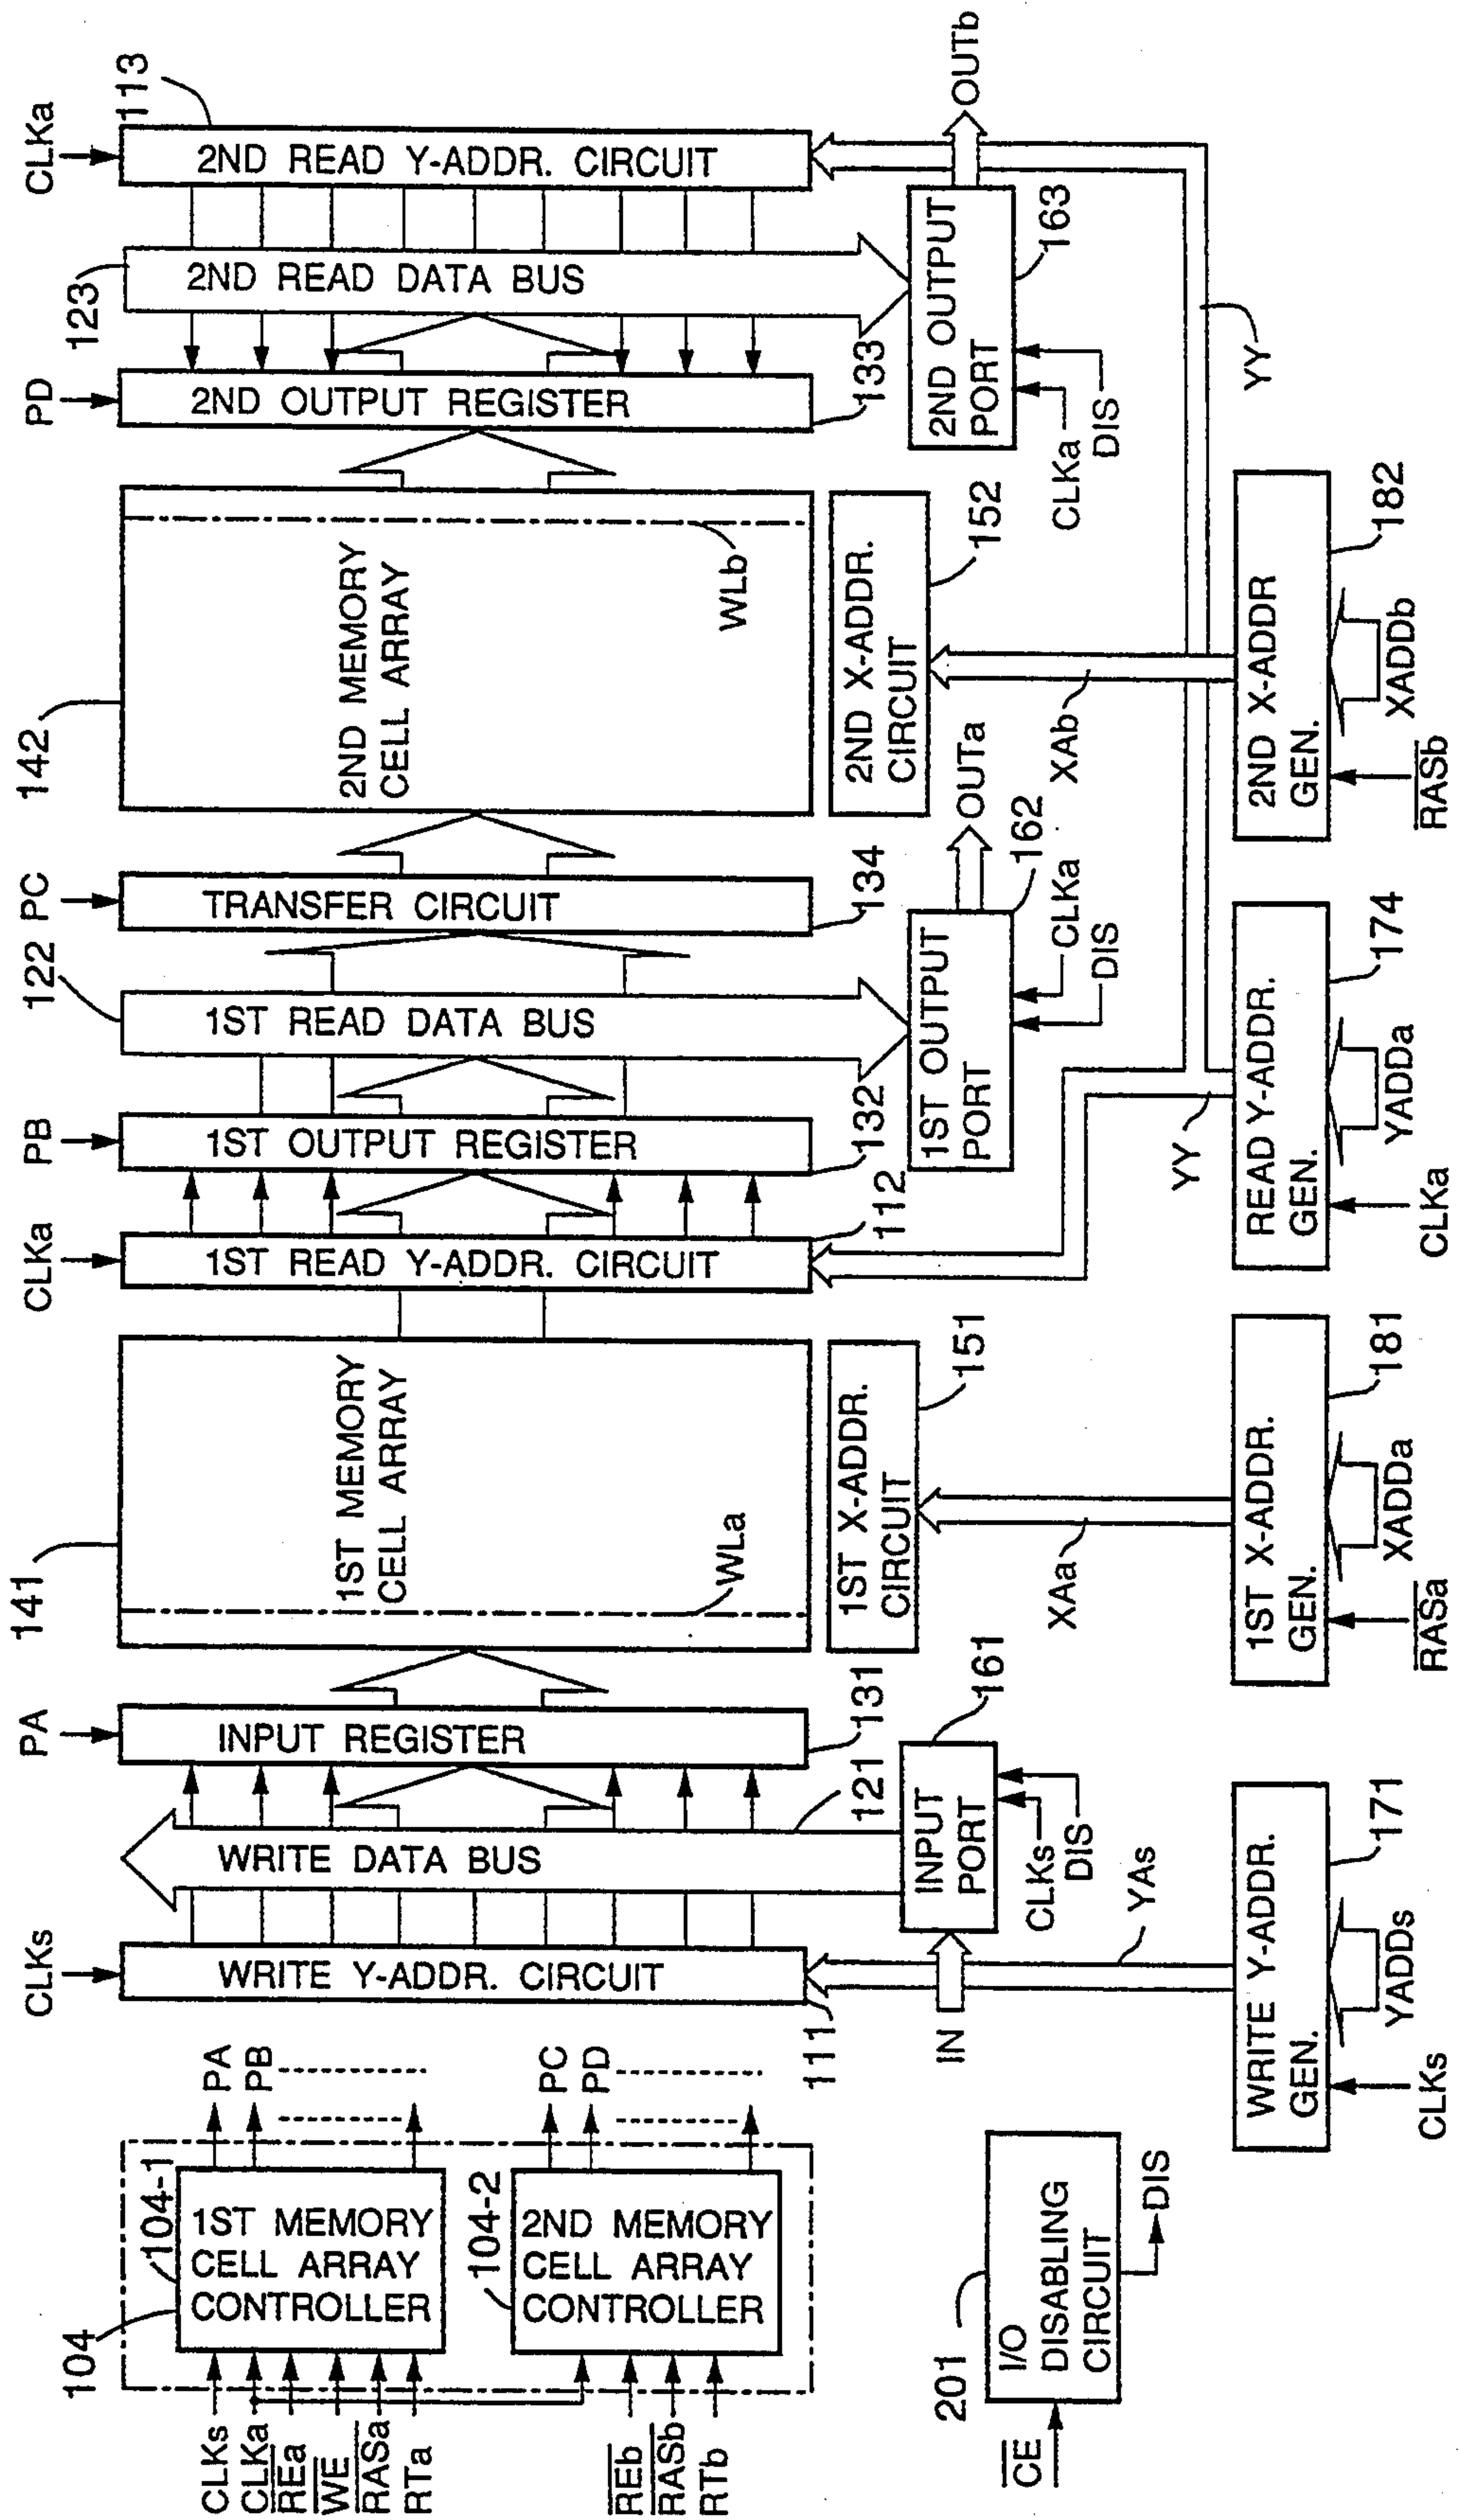 CLKs
CLKa
REa
WE
RASa
RTa
REb
RASb
RTb
104
104-1
1ST MEMORY
CELL ARRAY
CONTROLLER
104-2
2ND MEMORY
CELL ARRAY
CONTROLLER
PA
PB
PC
PD
CE
201
I/O
DISABLING
CIRCUIT
DIS
CLKs
WRITE Y-ADDR. CIRCUIT
111
WRITE DATA BUS
121
PA
INPUT REGISTER
131
IN
INPUT
PORT
161
CLKs
DIS
YAs
WRITE Y-ADDR.
GEN.
171
CLKs
YADDs
141
1ST MEMORY
CELL ARRAY
WLa
1ST X-ADDR.
CIRCUIT
151
XAa
1ST X-ADDR.
GEN.
181
RASa
XADDa
CLKa
1ST READ Y-ADDR. CIRCUIT
112
PB
1ST OUTPUT REGISTER
132
122
1ST READ DATA BUS
PC
TRANSFER CIRCUIT
134
1ST OUTPUT
PORT
162
OUTa
CLKa
DIS
YY
READ Y-ADDR.
GEN.
174
CLKa
YADDa
142
2ND MEMORY
CELL ARRAY
WLb
2ND X-ADDR.
CIRCUIT
152
XAb
2ND X-ADDR
GEN.
182
RASb
XADDb
PD
2ND OUTPUT REGISTER
133
123
2ND READ DATA BUS
CLKa
2ND READ Y-ADDR. CIRCUIT
113
2ND OUTPUT
PORT
163
OUTb
CLKa
DIS
YY